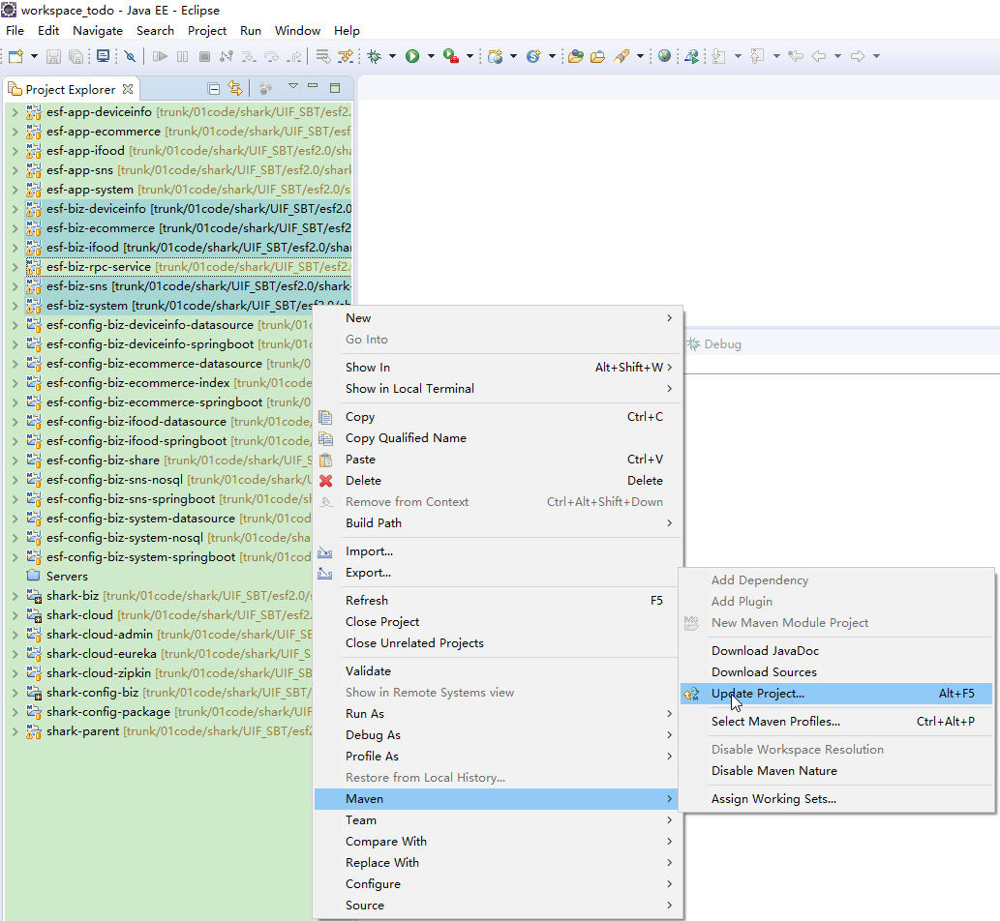 workspace_todo - Java EE - Eclipse
File Edit Navigate Search Project Run Window Help
Project Explorer
esf-app-deviceinfo [trunk/01code/shark/UIF_SBT/esf2.
esf-app-ecommerce [trunk/01code/shark/UIF_SBT/esf
esf-app-ifood [trunk/01code/shark/UIF_SBT/esf2.0/sha
esf-app-sns [trunk/01code/shark/UIF_SBT/esf2.0/shark
esf-app-system [trunk/01code/shark/UIF_SBT/esf2.0/s
esf-biz-deviceinfo [trunk/01code/shark/UIF_SBT/esf2.0
esf-biz-ecommerce [trunk/01code/shark/UIF_SBT/esf2
esf-biz-ifood [trunk/01code/shark/UIF_SBT/esf2.0/sha
esf-biz-rpc-service [trunk/01code/shark/UIF_SBT/esf2.
esf-biz-sns [trunk/01code/shark/UIF_SBT/esf2.0/shark-
esf-biz-system [trunk/01code/shark/UIF_SBT/esf2.0/sh
esf-config-biz-deviceinfo-datasource [trunk/01c
esf-config-biz-deviceinfo-springboot [trunk/01c
esf-config-biz-ecommerce-datasource [trunk/0
esf-config-biz-ecommerce-index [trunk/01code
esf-config-biz-ecommerce-springboot [trunk/0
esf-config-biz-ifood-datasource [trunk/01code/
esf-config-biz-ifood-springboot [trunk/01code/
esf-config-biz-share [trunk/01code/shark/UIF_S
esf-config-biz-sns-nosql [trunk/01code/shark/U
esf-config-biz-sns-springboot [trunk/01code/sl
esf-config-biz-system-datasource [trunk/01cod
esf-config-biz-system-nosql [trunk/01code/sha
esf-config-biz-system-springboot [trunk/01cod
Servers
shark-biz [trunk/01code/shark/UIF_SBT/esf2.0/s
shark-cloud [trunk/01code/shark/UIF_SBT/esf2.
shark-cloud-admin [trunk/01code/shark/UIF_SB
shark-cloud-eureka [trunk/01code/shark/UIF_S
shark-cloud-zipkin [trunk/01code/shark/UIF_SB
shark-config-biz [trunk/01code/shark/UIF_SBT/
shark-config-package [trunk/01code/shark/UIF
shark-parent [trunk/01code/shark/UIF_SBT/esf2
Debug
New
Go Into
Show In Alt+Shift+W
Show in Local Terminal
Copy Ctrl+C
Copy Qualified Name
Paste Ctrl+V
Delete Delete
Remove from Context Ctrl+Alt+Shift+Down
Build Path
Import...
Export...
Refresh F5
Close Project
Close Unrelated Projects
Validate
Show in Remote Systems view
Run As
Debug As
Profile As
Restore from Local History...
Maven
Team
Compare With
Replace With
Configure
Source
Add Dependency
Add Plugin
New Maven Module Project
Download JavaDoc
Download Sources
Update Project... Alt+F5
Select Maven Profiles... Ctrl+Alt+P
Disable Workspace Resolution
Disable Maven Nature
Assign Working Sets...